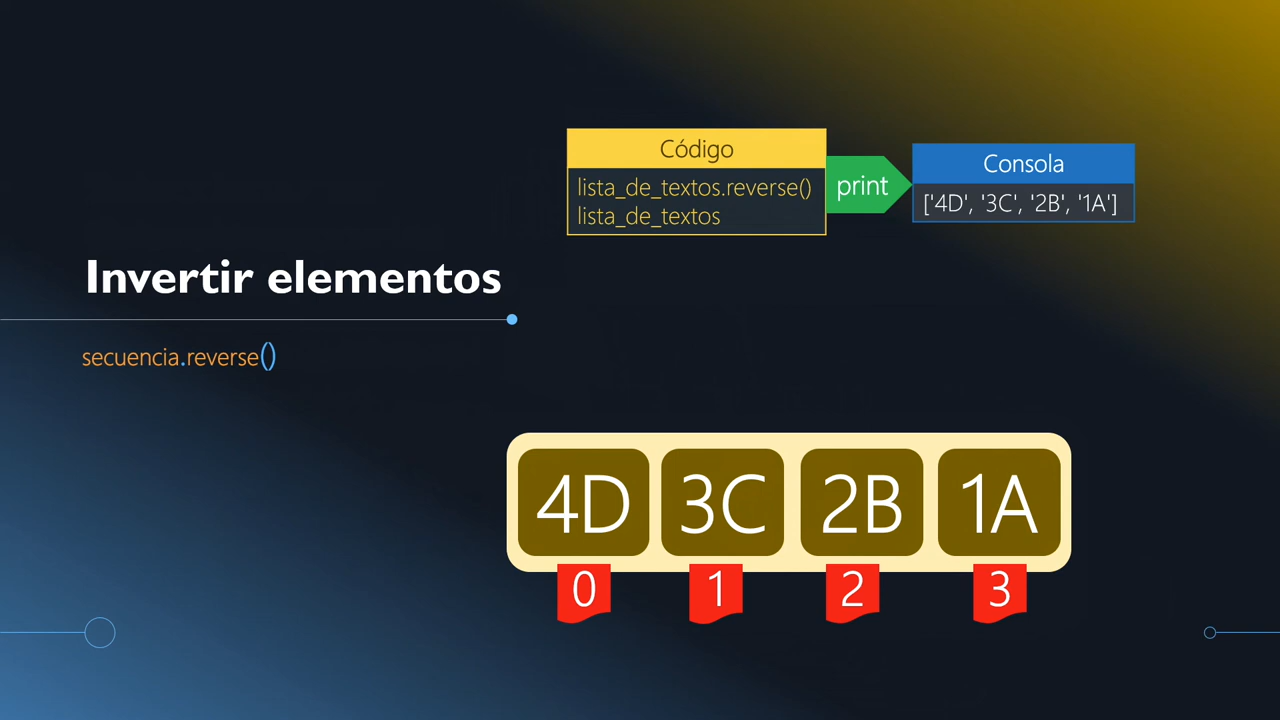 Invertir elementos
secuencia.reverse()
Código
lista_de_textos.reverse()
lista_de_textos
print
Consola
['4D', '3C', '2B', '1A']
4D 3C 2B 1A
0 1 2 3